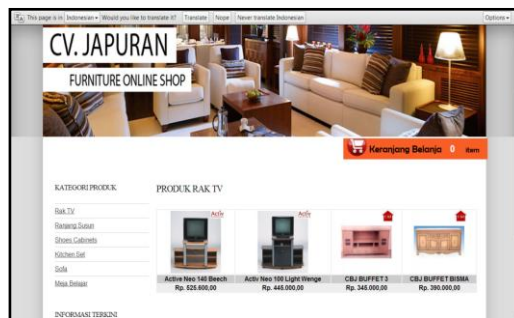 This page is in Indonesian Would you like to translate it? Translate Nope Never translate Indonesian Options
CV. JAPURAN
FURNITURE ONLINE SHOP
Keranjang Belanja 0 item
KATEGORI PRODUK
PRODUK RAK TV
Rak TV
Ranjang Susun
Shoes Cabinets
Kitchen Set
Sofa
Meja Belajar
Activ
Activ
Active Neo 140 Beech
Activ Neo 100 Light Wenge
CBJ BUFFET 3
CBJ BUFFET BISMA
Rp. 525.600,00
Rp. 445.000,00
Rp. 345.000,00
Rp. 390.000,00
INFORMASI TERKINI